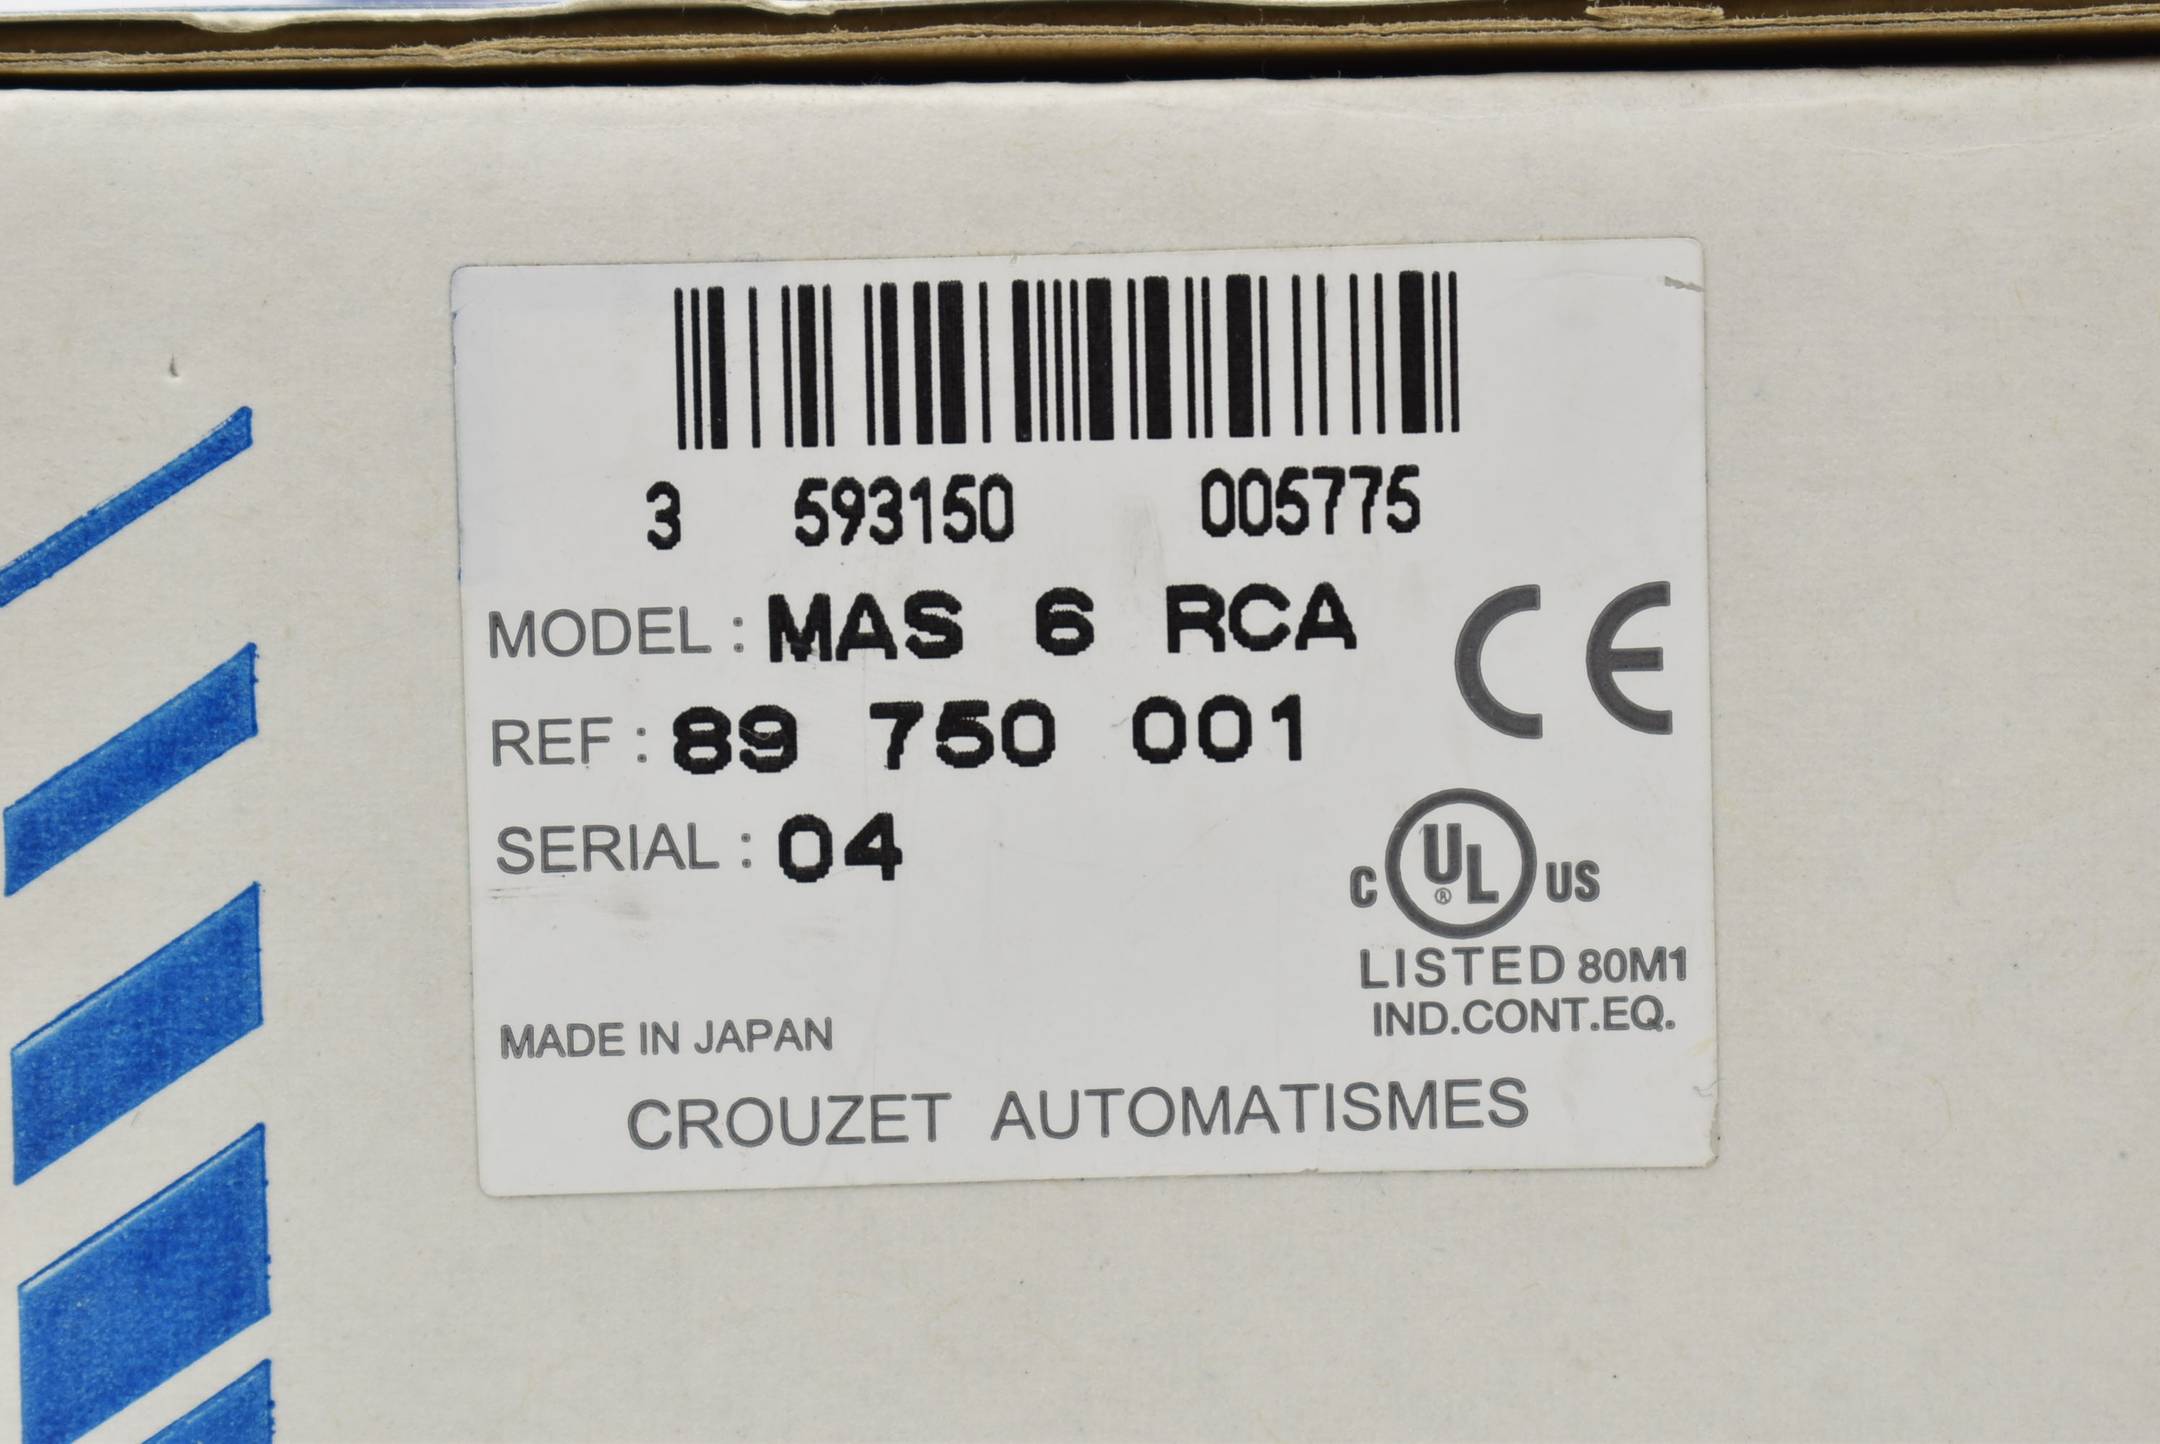 3 593150 005775
MODEL : MAS 6 RCA
CE
REF : 89 750 001
SERIAL : 04
C UL ® US
LISTED 80M1
IND.CONT.EQ.
MADE IN JAPAN
CROUZET AUTOMATISMES